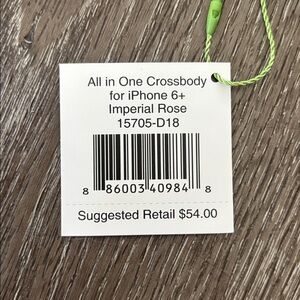 All in One Crossbody
for iPhone 6+
Imperial Rose
15705-D18
8 86003 40984 8
Suggested Retail $54.00